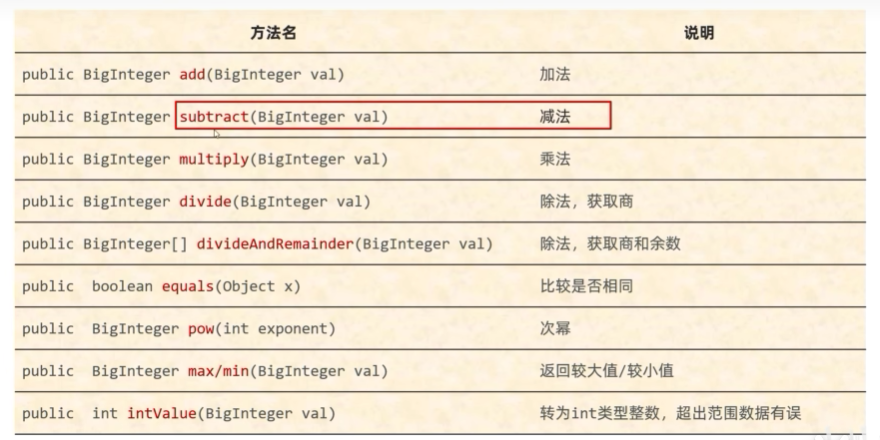 方法名 说明
public BigInteger add(BigInteger val) 加法
public BigInteger subtract(BigInteger val) 减法
public BigInteger multiply(BigInteger val) 乘法
public BigInteger divide(BigInteger val) 除法，获取商
public BigInteger[] divideAndRemainder(BigInteger val) 除法，获取商和余数
public boolean equals(Object x) 比较是否相同
public BigInteger pow(int exponent) 次幂
public BigInteger max/min(BigInteger val) 返回较大值/较小值
public int intValue(BigInteger val) 转为int类型整数，超出范围数据有误